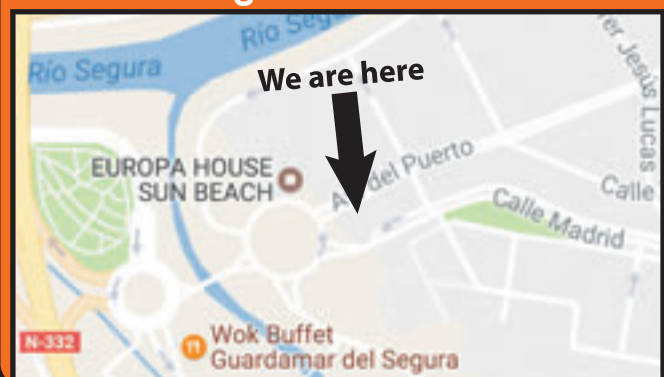 Río Segura
Río Seg
We are here
EUROPA HOUSE
SUN BEACH
del Puerto
Jesús Lucas
Calle
Calle Madrid
N-332
Wok Buffet
Guardamar del Segura